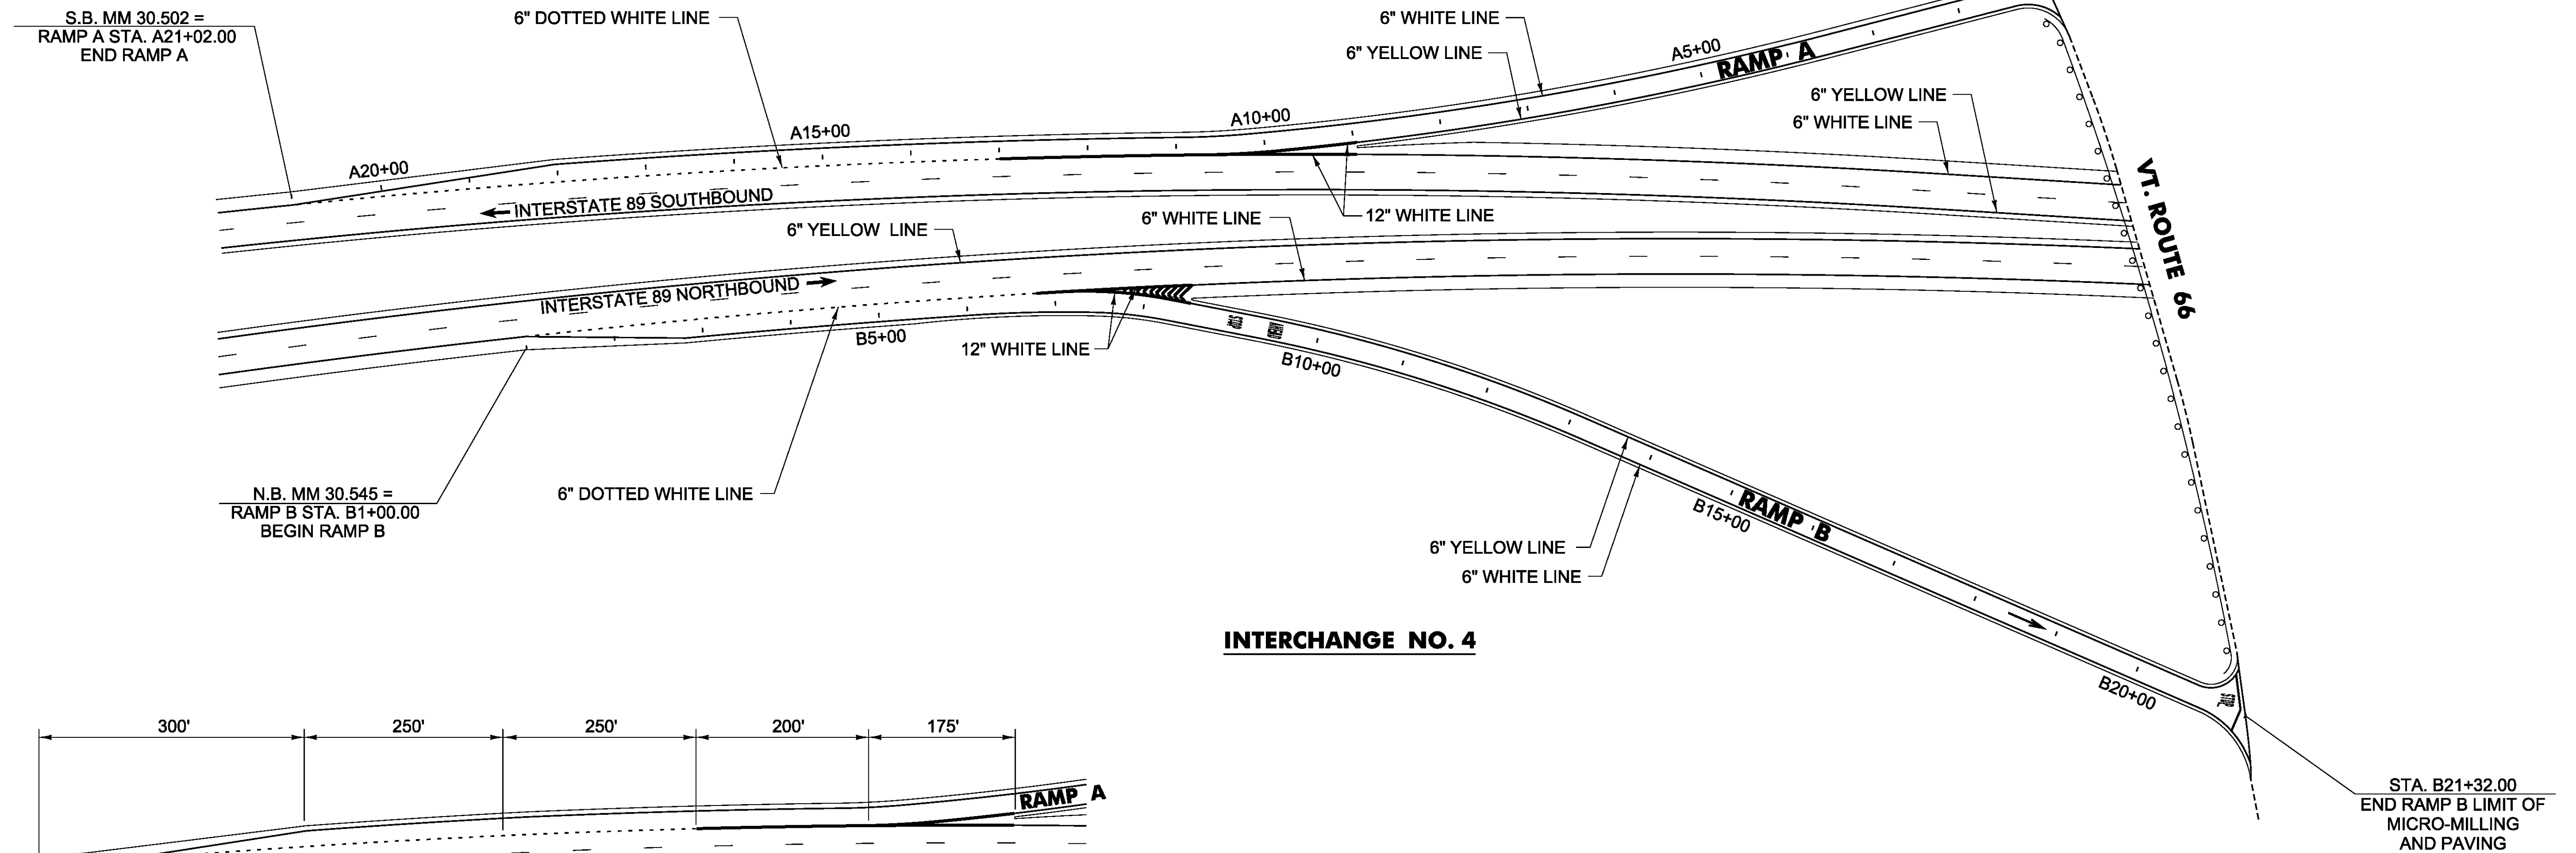 S.B. MM 30.502 =
RAMP A STA. A21+02.00
END RAMP A
6" DOTTED WHITE LINE
6" WHITE LINE
6" YELLOW LINE
A5+00
RAMP A
6" YELLOW LINE
6" WHITE LINE
A10+00
A15+00
A20+00
INTERSTATE 89 SOUTHBOUND
12" WHITE LINE
6" WHITE LINE
6" YELLOW LINE
VT. ROUTE 66
INTERSTATE 89 NORTHBOUND
B5+00
12" WHITE LINE
STOP
B10+00
N.B. MM 30.545 =
RAMP B STA. B1+00.00
BEGIN RAMP B
6" DOTTED WHITE LINE
RAMP B
B15+00
6" YELLOW LINE
6" WHITE LINE
INTERCHANGE NO. 4
B20+00
STOP
STA. B21+32.00
END RAMP B LIMIT OF
MICRO-MILLING
AND PAVING
300'
250'
250'
200'
175'
RAMP A